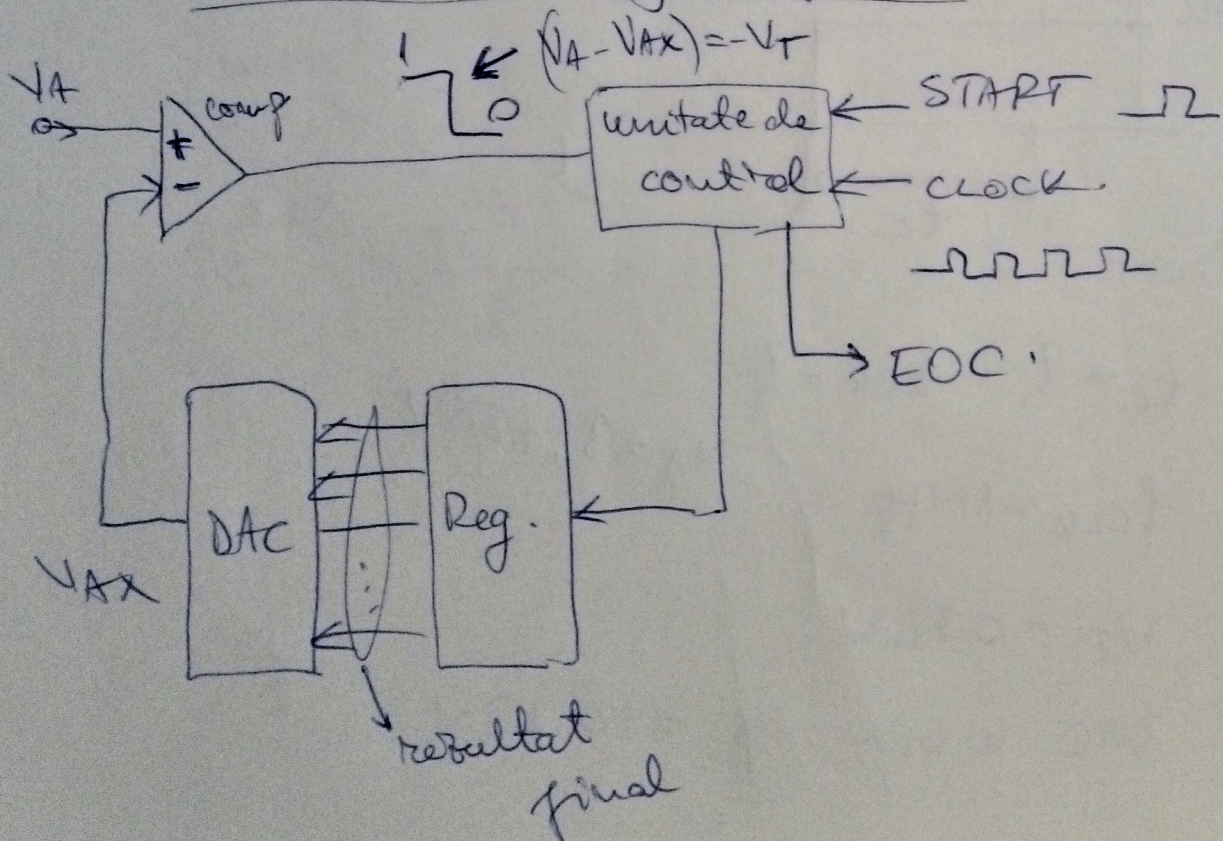 1
(VA - VAX) = -VT
0
VA
comp
+
-
unitate de
control
START
CLOCK.
EOC.
DAC
Reg.
VAX
rezultat
final